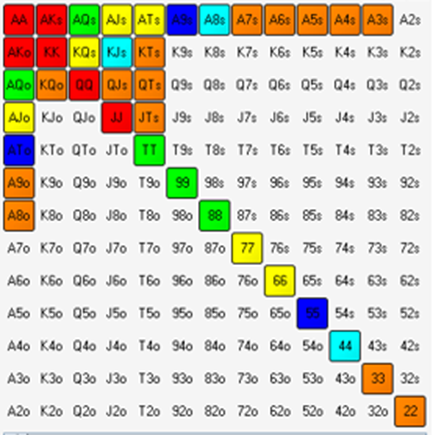 AA AKs AQs AJs ATs A9s A8s A7s A6s A5s A4s A3s A2s
AKo KK KQs KJs KTs K9s K8s K7s K6s K5s K4s K3s K2s
AQo KQo QQ QJs QTs Q9s Q8s Q7s Q6s Q5s Q4s Q3s Q2s
AJo KJo QJo JJ JTs J9s J8s J7s J6s J5s J4s J3s J2s
ATo KTo QTo JTo TT T9s T8s T7s T6s T5s T4s T3s T2s
A9o K9o Q9o J9o T9o 99 98s 97s 96s 95s 94s 93s 92s
A8o K8o Q8o J8o T8o 98o 88 87s 86s 85s 84s 83s 82s
A7o K7o Q7o J7o T7o 97o 87o 77 76s 75s 74s 73s 72s
A6o K6o Q6o J6o T6o 96o 86o 76o 66 65s 64s 63s 62s
A5o K5o Q5o J5o T5o 95o 85o 75o 65o 55 54s 53s 52s
A4o K4o Q4o J4o T4o 94o 84o 74o 64o 54o 44 43s 42s
A3o K3o Q3o J3o T3o 93o 83o 73o 63o 53o 43o 33 32s
A2o K2o Q2o J2o T2o 92o 82o 72o 62o 52o 42o 32o 22